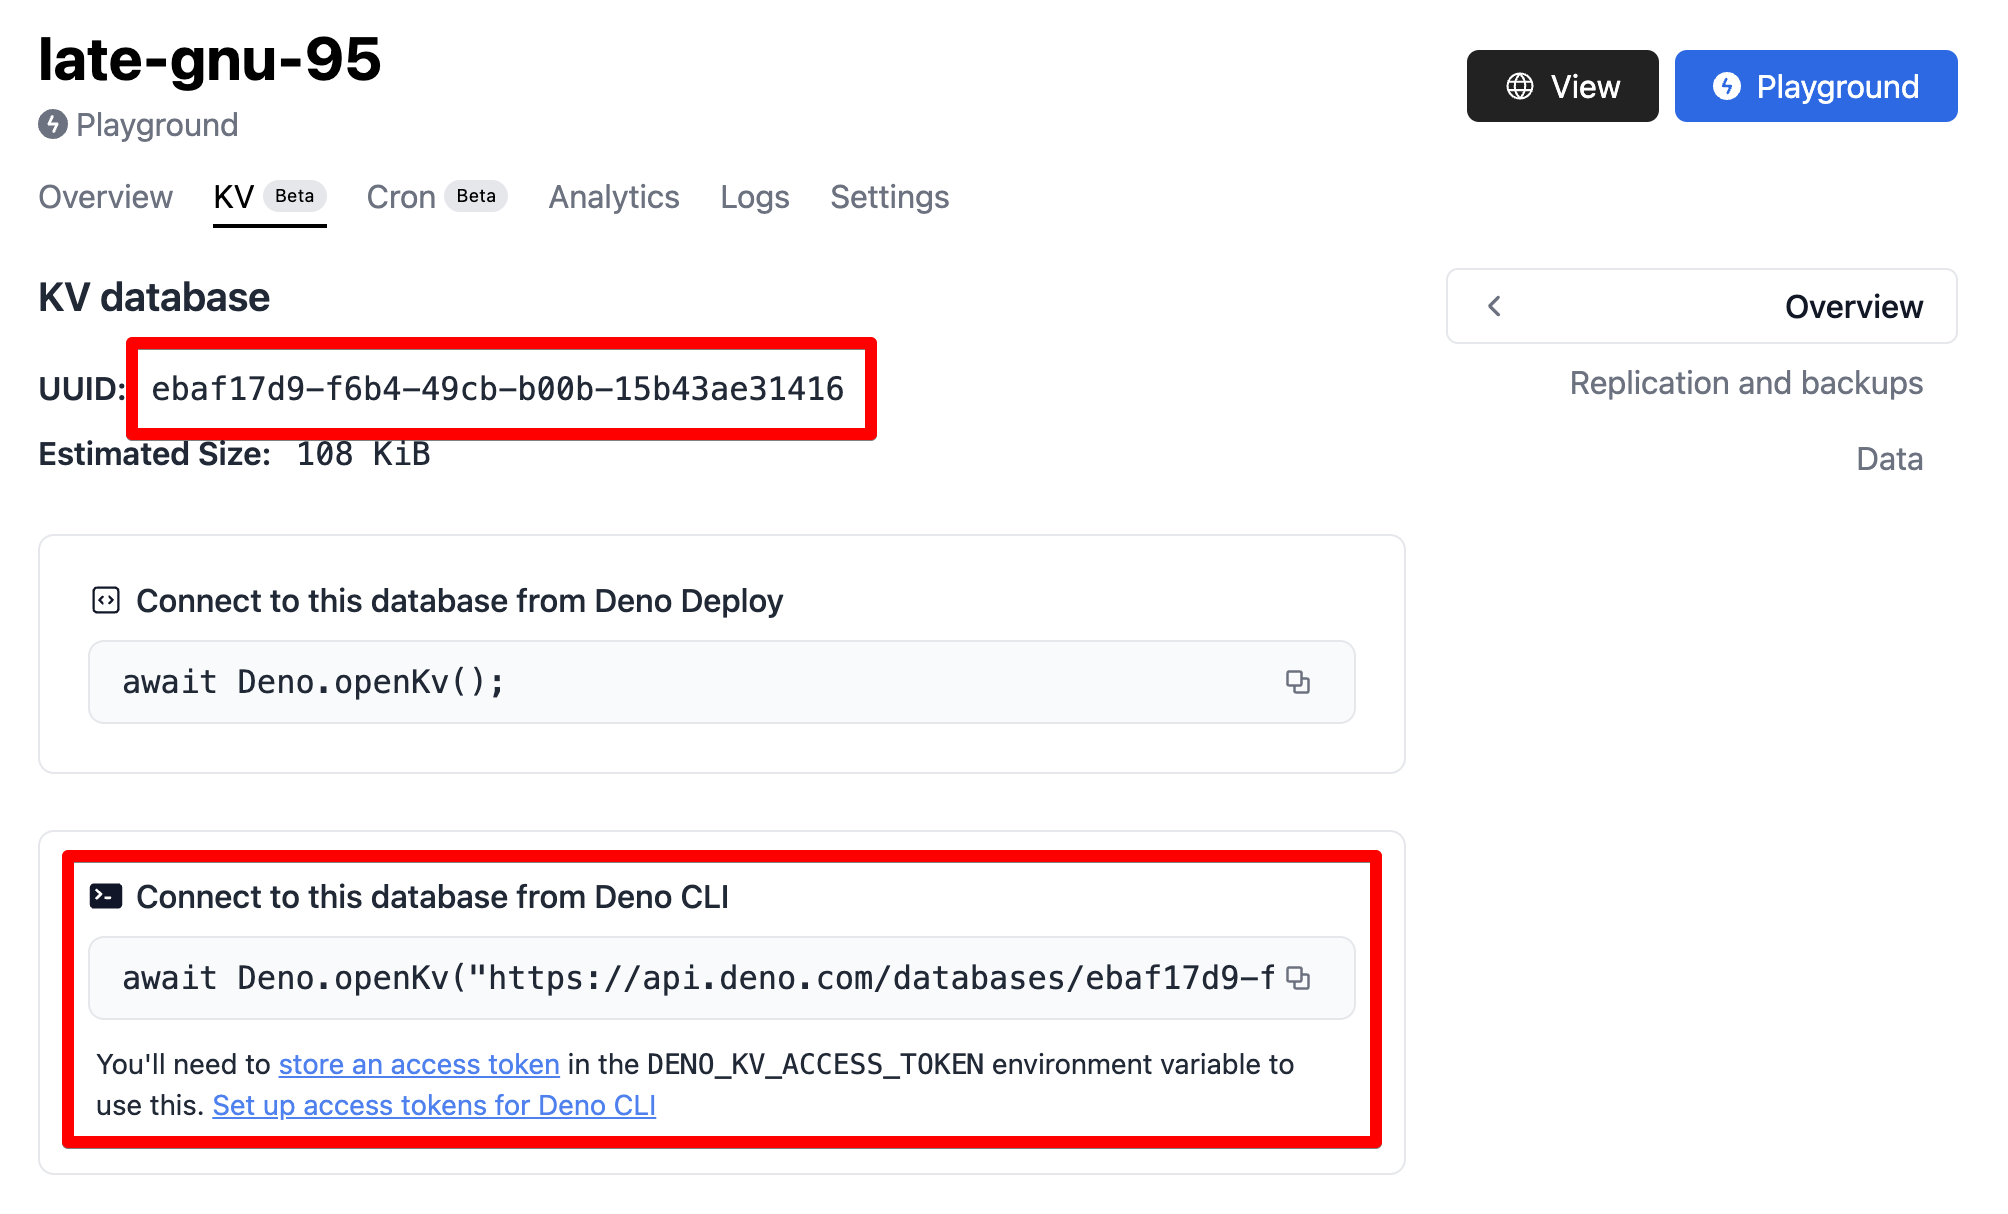 late-gnu-95
View
Playground
Playground
Overview KV Beta Cron Beta Analytics Logs Settings
KV database
UUID: ebaf17d9-f6b4-49cb-b00b-15b43ae31416
Estimated Size: 108 KiB
Overview
Replication and backups
Data
Connect to this database from Deno Deploy
await Deno.openKv();
Connect to this database from Deno CLI
await Deno.openKv("https://api.deno.com/databases/ebaf17d9-f
You'll need to store an access token in the DENO_KV_ACCESS_TOKEN environment variable to
use this. Set up access tokens for Deno CLI